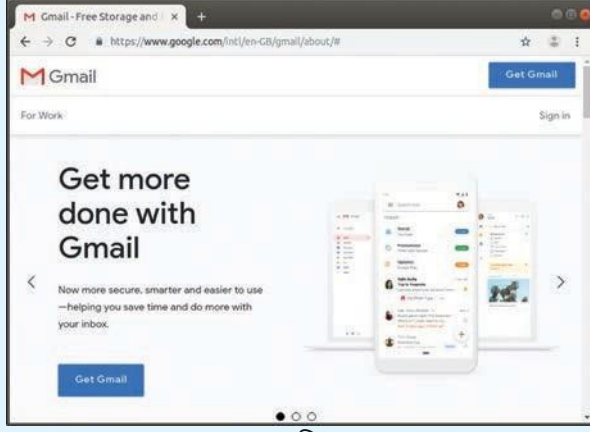 Gmail - Free Storage and
https://www.google.com/intl/en-GB/gmail/about/#
Gmail
Get Gmail
For Work
Sign in
Get more
done with
Gmail
Now more secure, smarter and easier to use
—helping you save time and do more with
your inbox.
Get Gmail